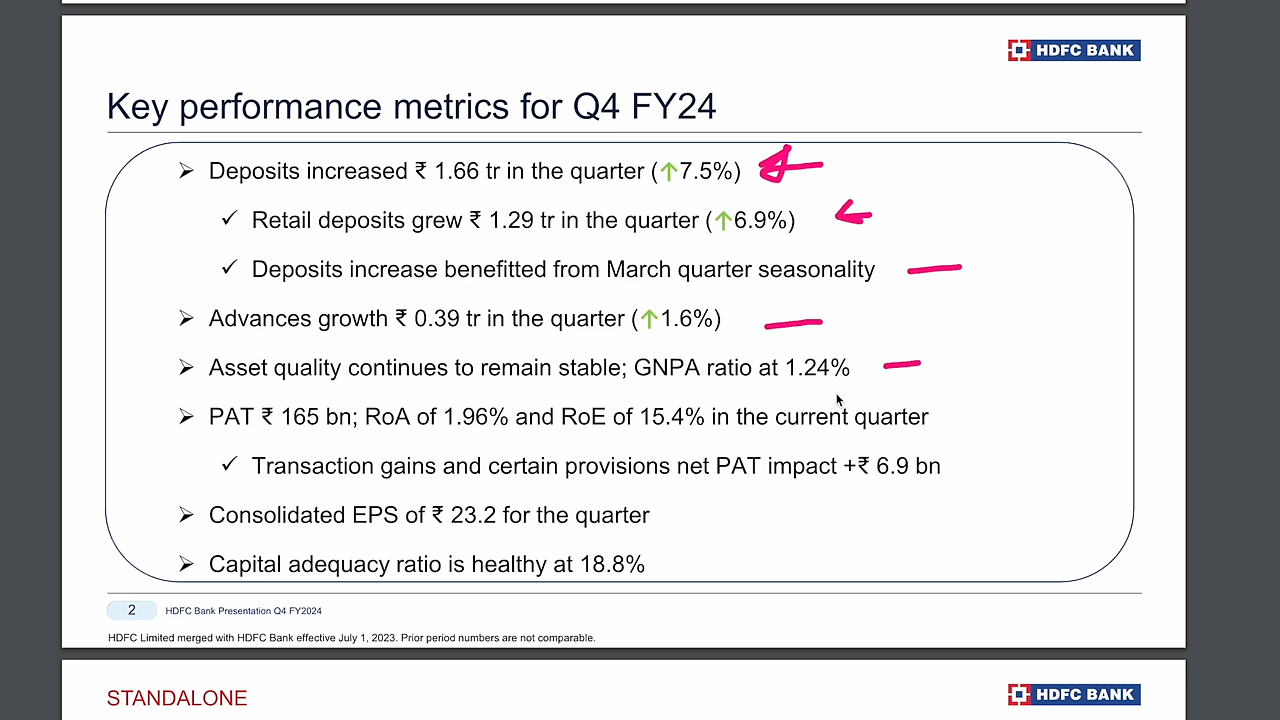 HDFC BANK
Key performance metrics for Q4 FY24
➢ Deposits increased ₹ 1.66 tr in the quarter (↑7.5%)
✓ Retail deposits grew ₹ 1.29 tr in the quarter (↑6.9%)
✓ Deposits increase benefitted from March quarter seasonality
➢ Advances growth ₹ 0.39 tr in the quarter (↑1.6%)
➢ Asset quality continues to remain stable; GNPA ratio at 1.24%
➢ PAT ₹ 165 bn; RoA of 1.96% and RoE of 15.4% in the current quarter
✓ Transaction gains and certain provisions net PAT impact +₹ 6.9 bn
➢ Consolidated EPS of ₹ 23.2 for the quarter
➢ Capital adequacy ratio is healthy at 18.8%
2 HDFC Bank Presentation Q4 FY2024
HDFC Limited merged with HDFC Bank effective July 1, 2023. Prior period numbers are not comparable.
STANDALONE
HDFC BANK